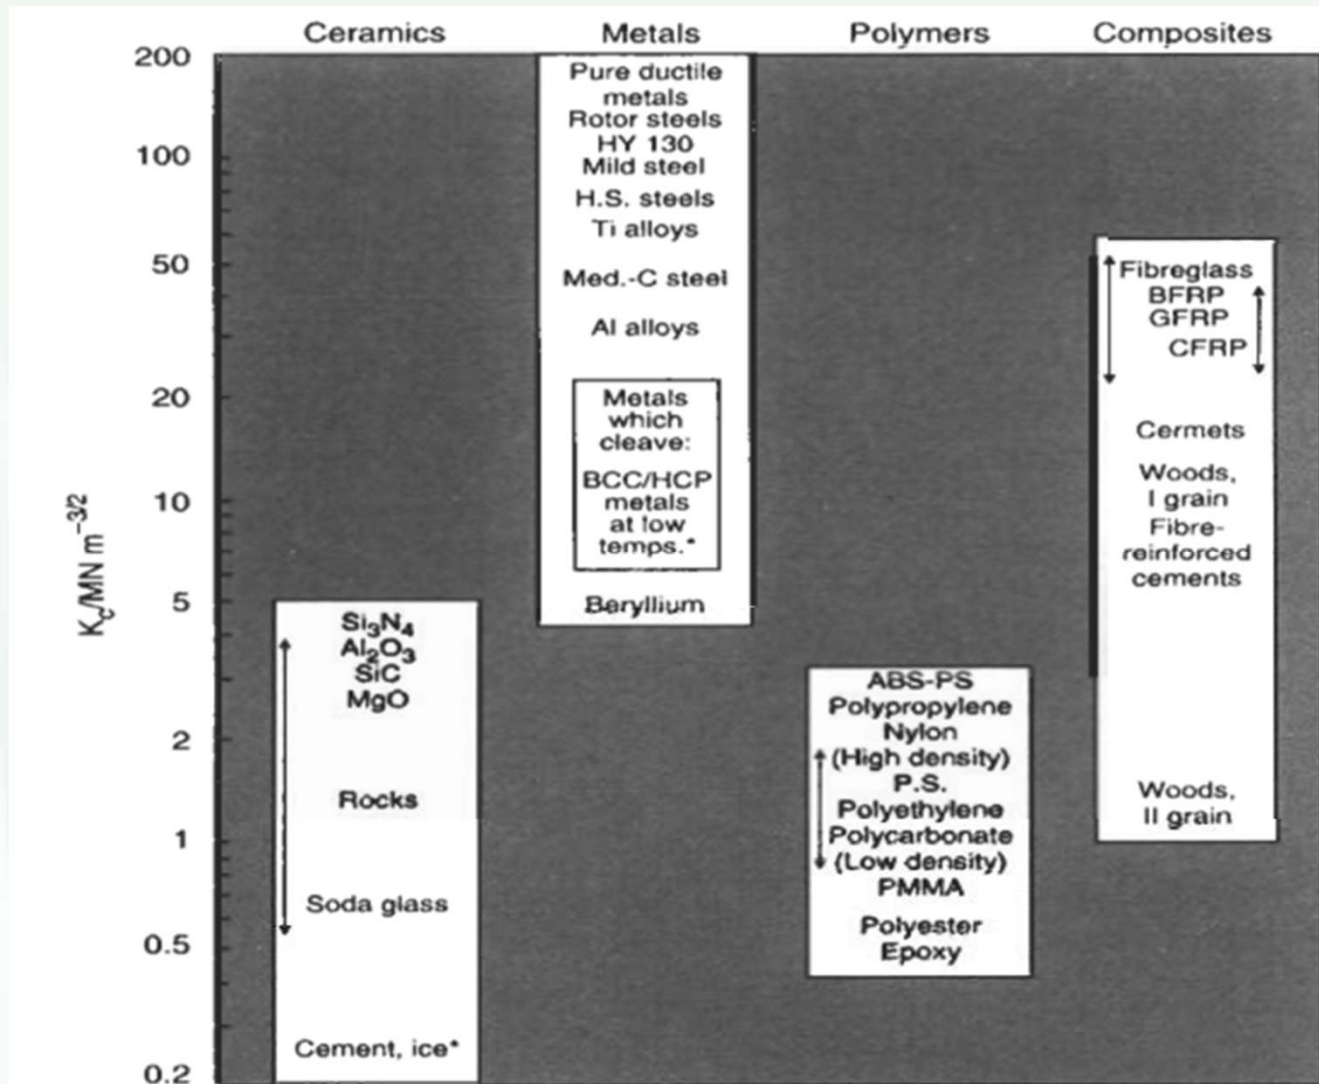 Ceramics
Metals
Polymers
Composites
K_c/MN m^−3/2
200
100
50
20
10
5
2
1
0.5
0.2
Si₃N₄
Al₂O₃
SiC
MgO
Rocks
Soda glass
Cement, ice*
Pure ductile
metals
Rotor steels
HY 130
Mild steel
H.S. steels
Ti alloys
Med.-C steel
Al alloys
Metals
which
cleave:
BCC/HCP
metals
at low
temps.*
Beryllium
ABS-PS
Polypropylene
Nylon
(High density)
P.S.
Polyethylene
Polycarbonate
(Low density)
PMMA
Polyester
Epoxy
Fibreglass
BFRP
GFRP
CFRP
Cermets
Woods,
I grain
Fibre-
reinforced
cements
Woods,
II grain